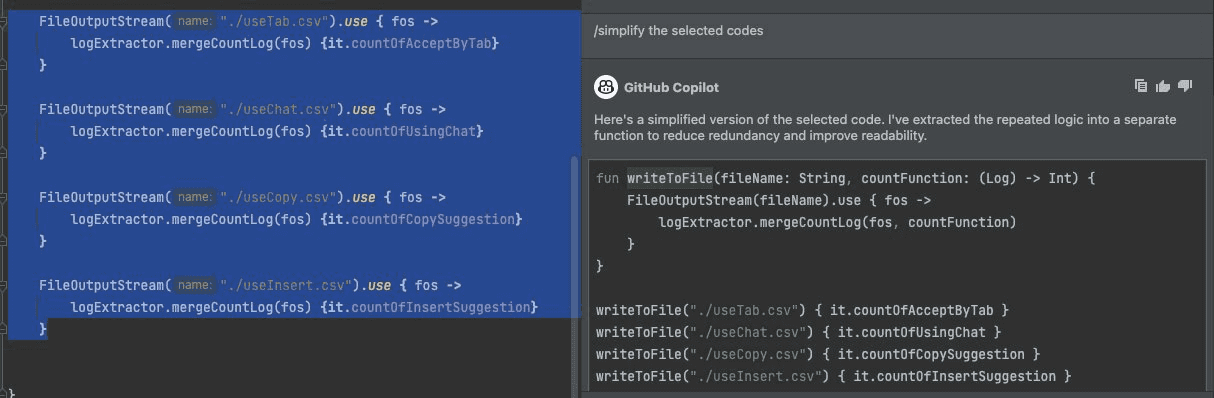 FileOutputStream( name: "./useTab.csv").use { fos ->
    logExtractor.mergeCountLog(fos) {it.countOfAcceptByTab}
}

FileOutputStream( name: "./useChat.csv").use { fos ->
    logExtractor.mergeCountLog(fos) {it.countOfUsingChat}
}

FileOutputStream( name: "./useCopy.csv").use { fos ->
    logExtractor.mergeCountLog(fos) {it.countOfCopySuggestion}
}

FileOutputStream( name: "./useInsert.csv").use { fos ->
    logExtractor.mergeCountLog(fos) {it.countOfInsertSuggestion}
}

}
/simplify the selected codes
GitHub Copilot
Here's a simplified version of the selected code. I've extracted the repeated logic into a separate
function to reduce redundancy and improve readability.
fun writeToFile(fileName: String, countFunction: (Log) -> Int) {
    FileOutputStream(fileName).use { fos ->
        logExtractor.mergeCountLog(fos, countFunction)
    }
}

writeToFile("./useTab.csv") { it.countOfAcceptByTab }
writeToFile("./useChat.csv") { it.countOfUsingChat }
writeToFile("./useCopy.csv") { it.countOfCopySuggestion }
writeToFile("./useInsert.csv") { it.countOfInsertSuggestion }